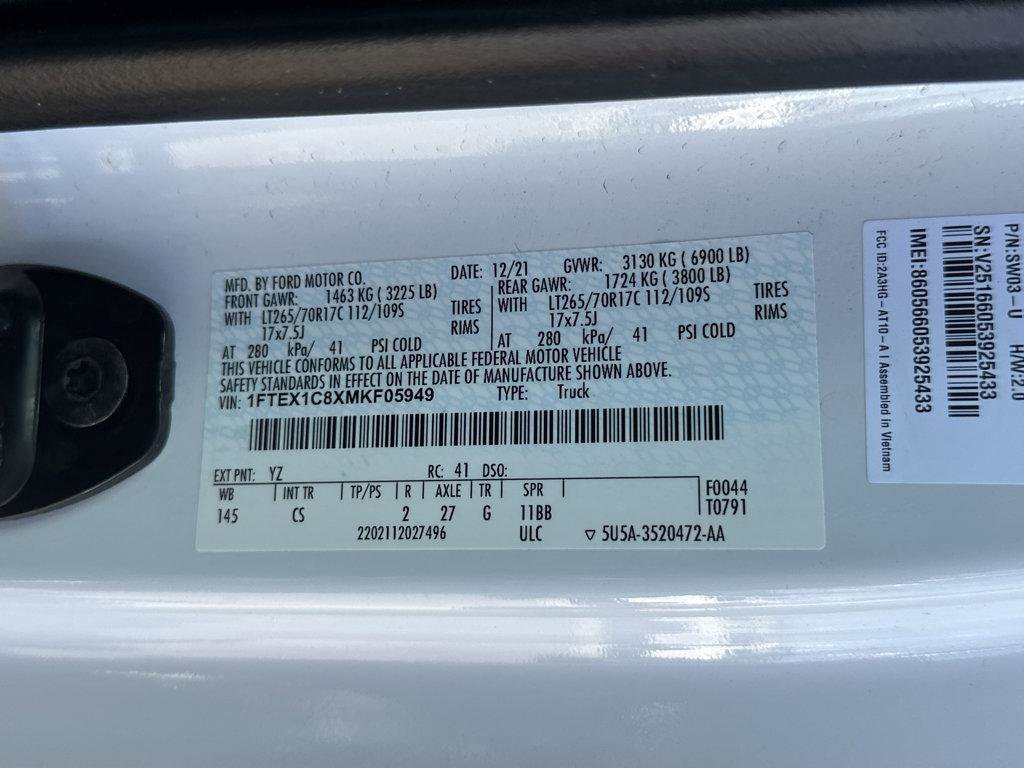 MFD. BY FORD MOTOR CO. DATE: 12/21 GVWR: 3130 KG ( 6900 LB)
FRONT GAWR: 1463 KG ( 3225 LB) REAR GAWR: 1724 KG ( 3800 LB)
WITH LT265/70R17C 112/109S TIRES WITH LT265/70R17C 112/109S TIRES
17x7.5J RIMS 17x7.5J RIMS
AT 280 kPa/ 41 PSI COLD AT 280 kPa/ 41 PSI COLD
THIS VEHICLE CONFORMS TO ALL APPLICABLE FEDERAL MOTOR VEHICLE
SAFETY STANDARDS IN EFFECT ON THE DATE OF MANUFACTURE SHOWN ABOVE.
VIN: 1FTEX1C8XMKF05949 TYPE: Truck
EXT PNT: YZ RC: 41 DSO:
WB INT TR TP/PS R AXLE TR SPR F0044
145 CS 2 27 G 11BB T0791
2202112027496 ULC ▽ 5U5A-3520472-AA
P/N:SW03-U H/W:2.0
SN:V25166053925433
IMEI:860566053925433
FCC ID:2A3HG-AT10-A I Assembled in Vietnam